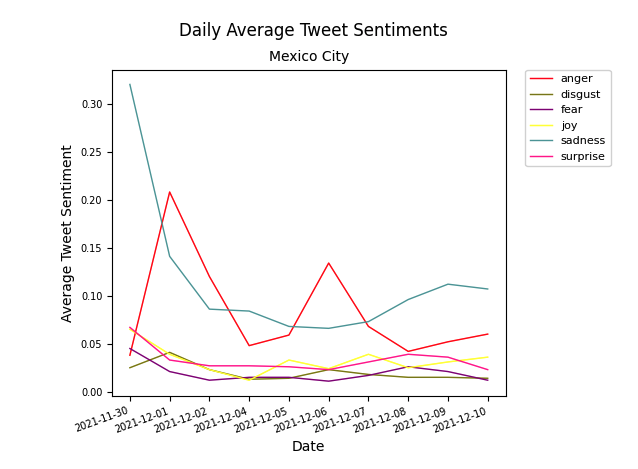 Daily Average Tweet Sentiments
Mexico City
anger
disgust
fear
joy
sadness
surprise
Average Tweet Sentiment
0.30
0.25
0.20
0.15
0.10
0.05
0.00
2021-11-30
2021-12-01
2021-12-02
2021-12-04
2021-12-05
2021-12-06
2021-12-07
2021-12-08
2021-12-09
2021-12-10
Date